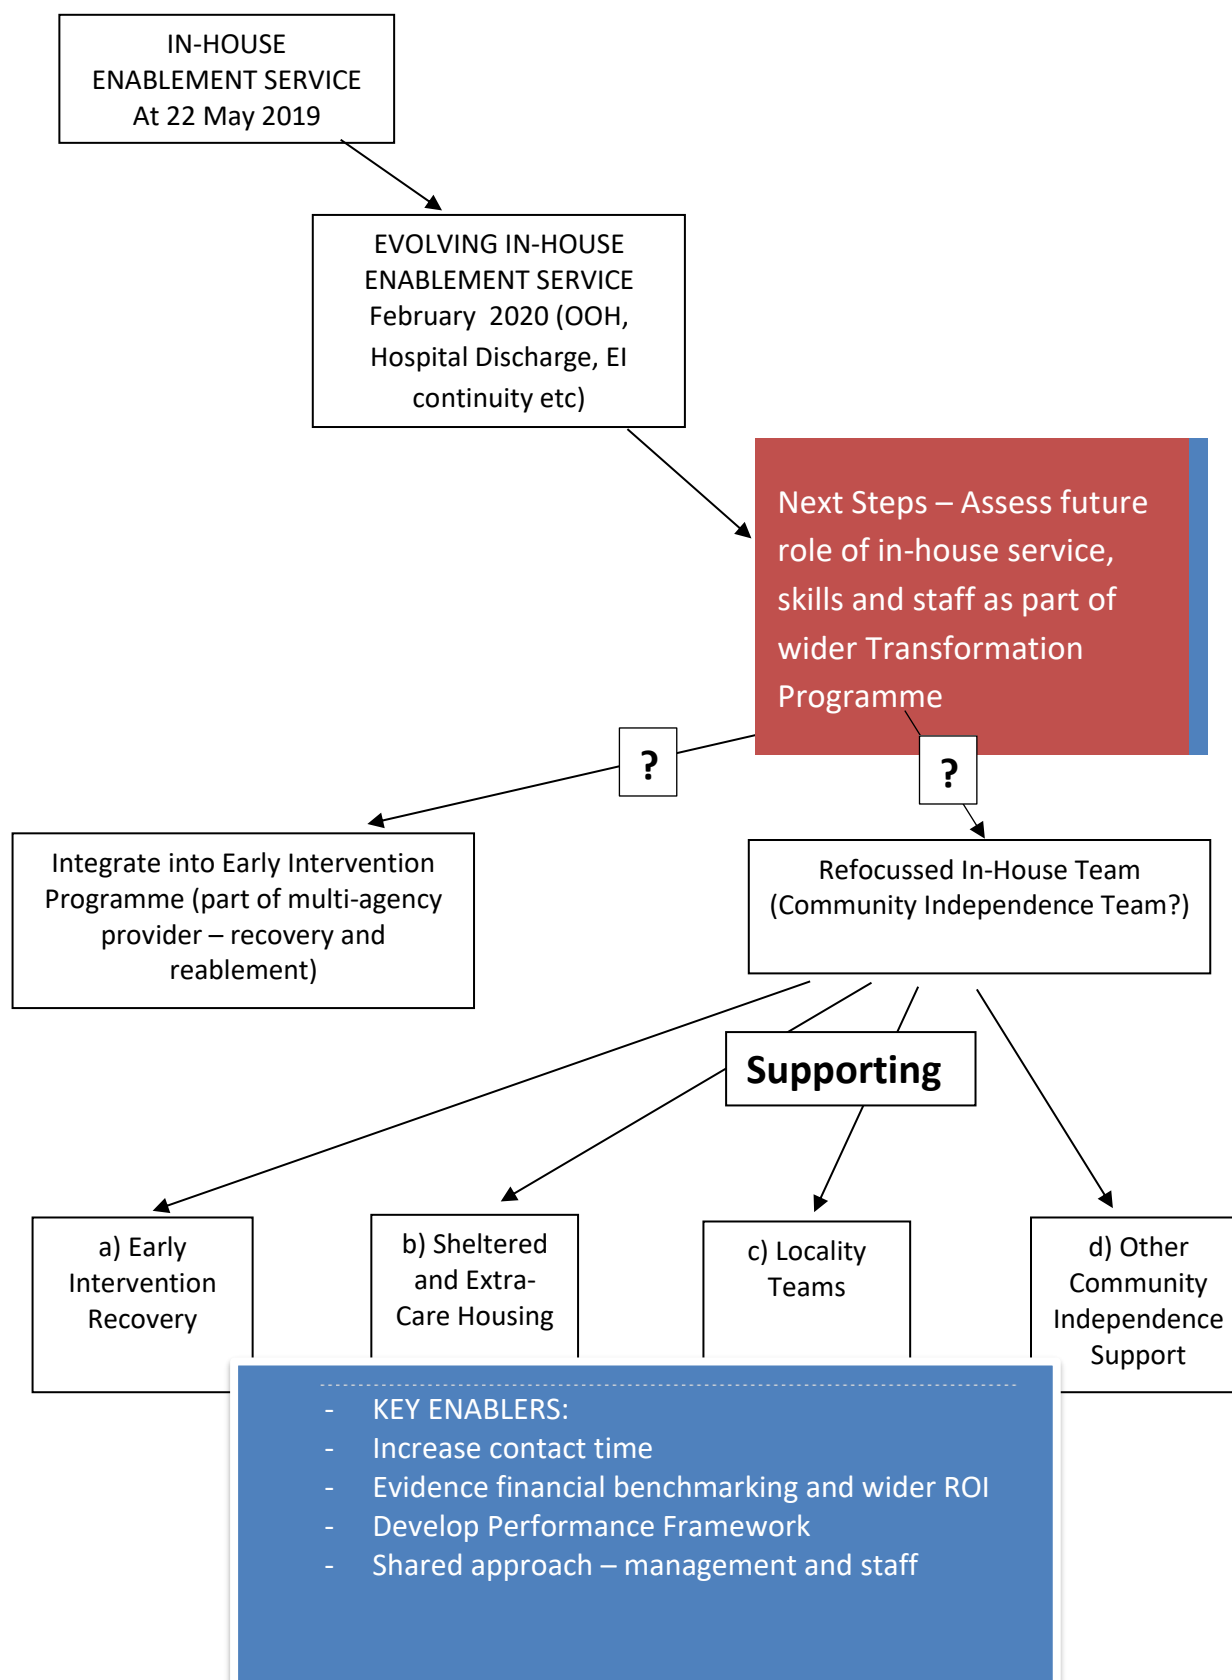 IN-HOUSE
ENABLEMENT SERVICE
At 22 May 2019
EVOLVING IN-HOUSE
ENABLEMENT SERVICE
February  2020 (OOH,
Hospital Discharge, EI
continuity etc)
Next Steps – Assess future
role of in-house service,
skills and staff as part of
wider Transformation
Programme
?
?
Integrate into Early Intervention
Programme (part of multi-agency
provider – recovery and
reablement)
Refocussed In-House Team
(Community Independence Team?)
Supporting
a) Early
Intervention
Recovery
b) Sheltered
and Extra-
Care Housing
c) Locality
Teams
d) Other
Community
Independence
Support
- KEY ENABLERS:
- Increase contact time
- Evidence financial benchmarking and wider ROI
- Develop Performance Framework
- Shared approach – management and staff